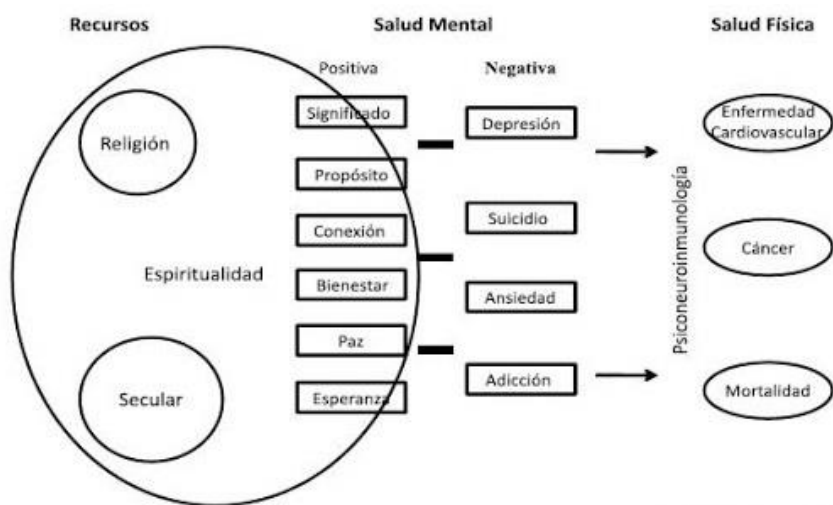 Recursos
Salud Mental
Salud Física
Positiva
Negativa
Religión
Espiritualidad
Secular
Significado
Propósito
Conexión
Bienestar
Paz
Esperanza
Depresión
Suicidio
Ansiedad
Adicción
Psiconeuroinmunología
Enfermedad
Cardiovascular
Cáncer
Mortalidad